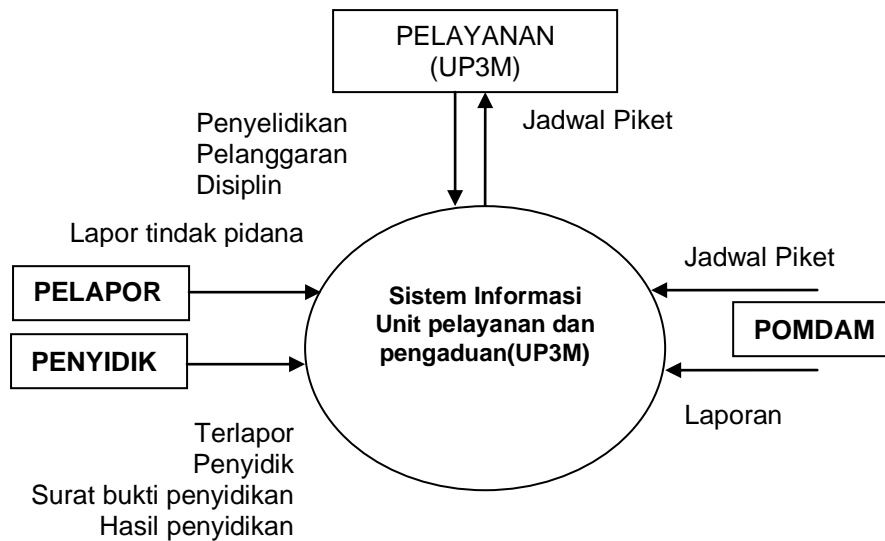 PELAYANAN
(UP3M)
Penyelidikan
Pelanggaran
Disiplin
Jadwal Piket
Lapor tindak pidana
PELAPOR
PENYIDIK
Sistem Informasi
Unit pelayanan dan
pengaduan(UP3M)
Jadwal Piket
POMDAM
Laporan
Terlapor
Penyidik
Surat bukti penyidikan
Hasil penyidikan